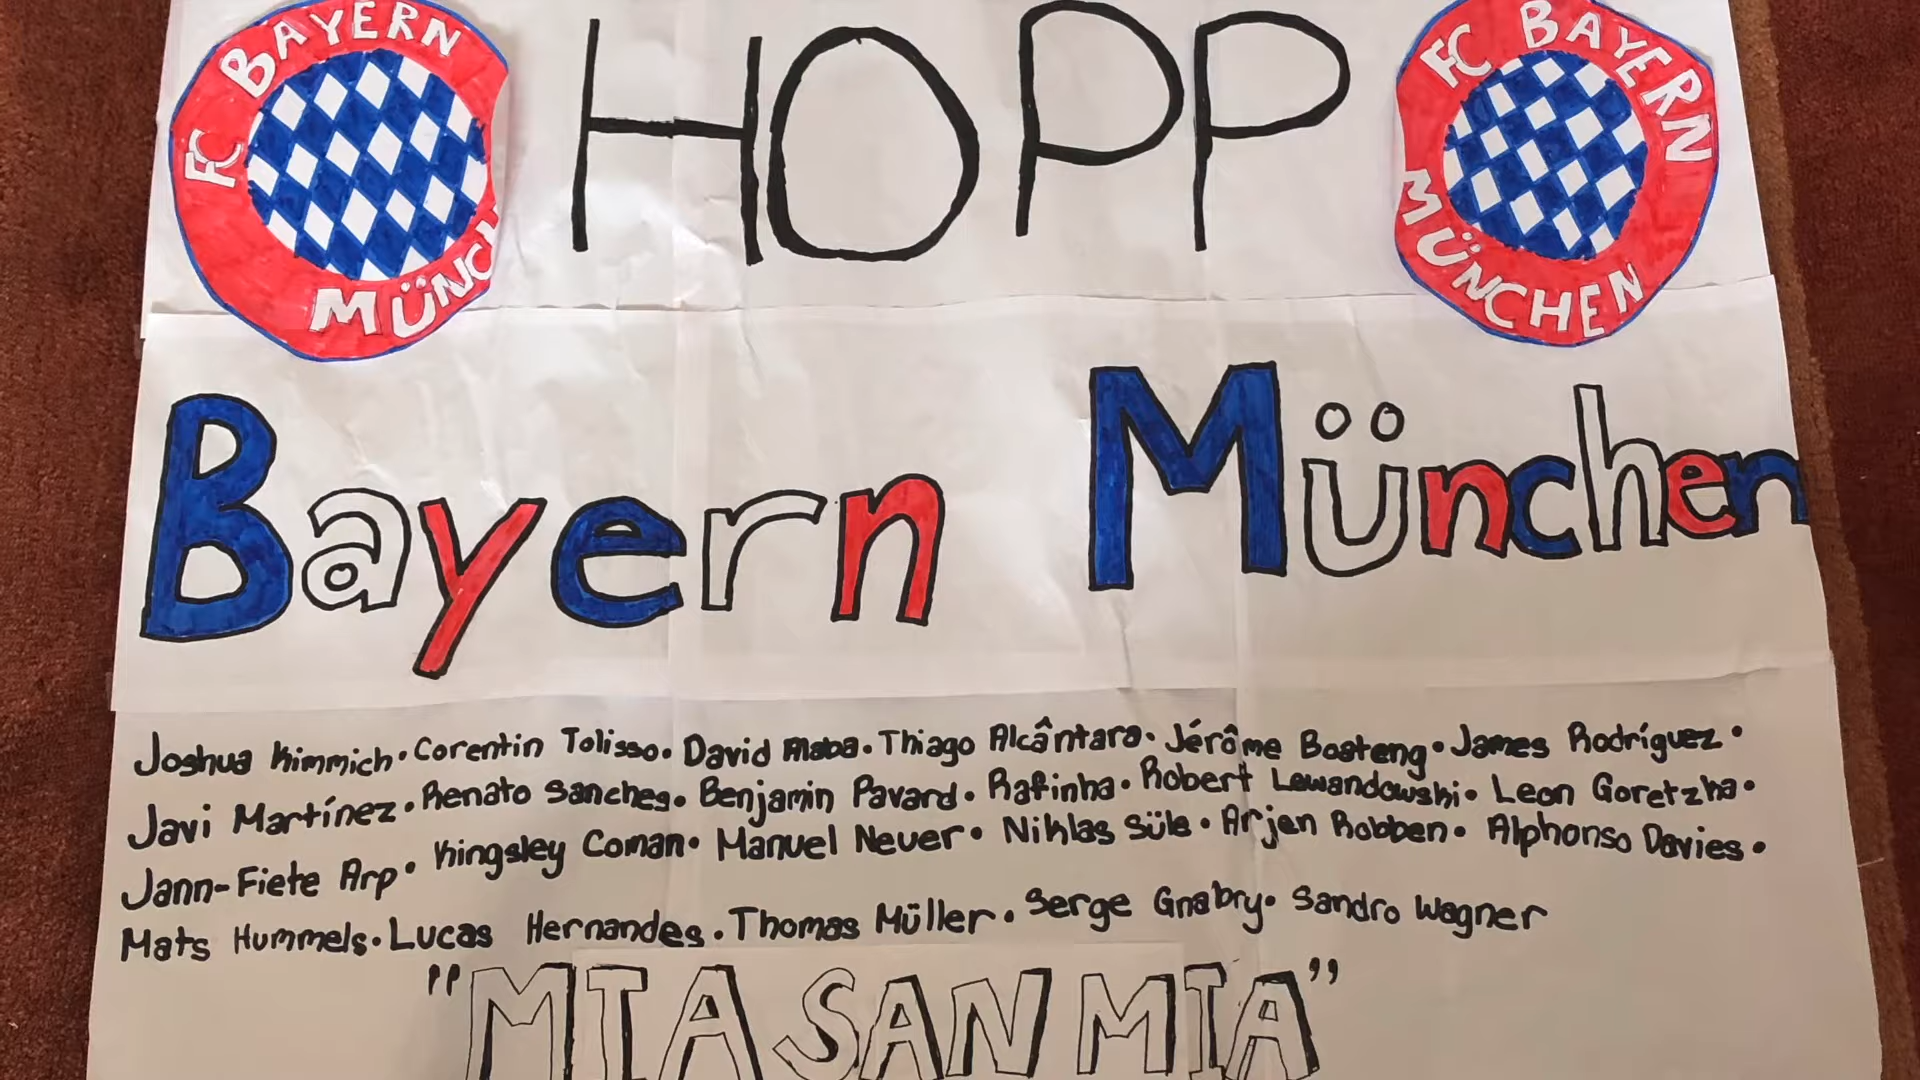 FC BAYERN MÜNCH
HOPP
FC BAYERN MÜNCHEN
Bayern München
Joshua Kimmich • Corentin Tolisso • David Alaba • Thiago Alcântara • Jérôme Boateng • James Rodríguez •
Javi Martínez • Renato Sanches • Benjamin Pavard • Rafinha • Robert Lewandowski • Leon Goretzka •
Jann-Fiete Arp • Kingsley Coman • Manuel Neuer • Niklas Süle • Arjen Robben • Alphonso Davies •
Mats Hummels • Lucas Hernandes • Thomas Müller • Serge Gnabry • Sandro Wagner
"MIA SAN MIA"